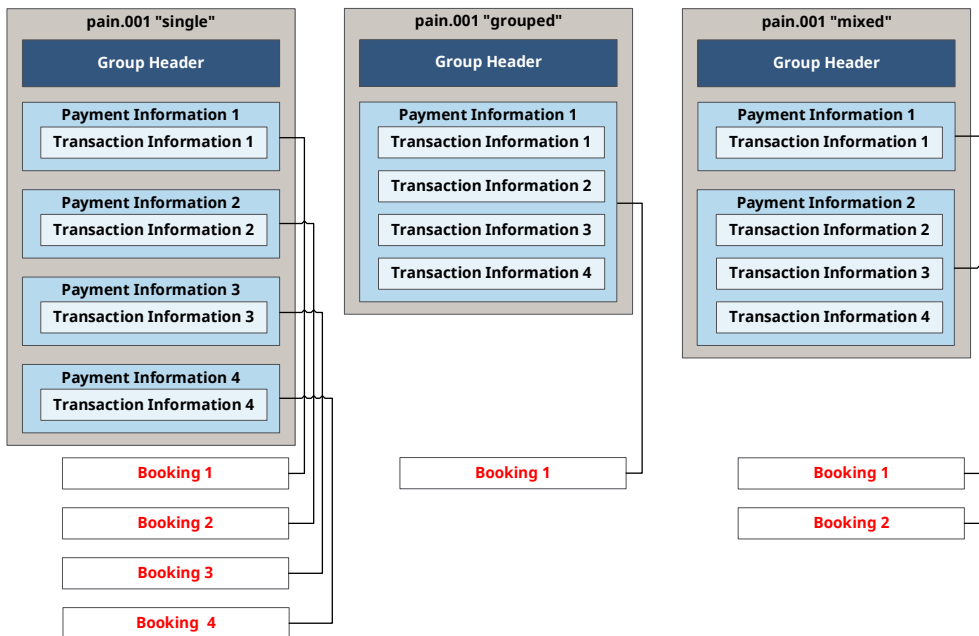 pain.001 "single"
Group Header
Payment Information 1
Transaction Information 1
Payment Information 2
Transaction Information 2
Payment Information 3
Transaction Information 3
Payment Information 4
Transaction Information 4
Booking 1
Booking 2
Booking 3
Booking 4
pain.001 "grouped"
Group Header
Payment Information 1
Transaction Information 1
Transaction Information 2
Transaction Information 3
Transaction Information 4
Booking 1
pain.001 "mixed"
Group Header
Payment Information 1
Transaction Information 1
Payment Information 2
Transaction Information 2
Transaction Information 3
Transaction Information 4
Booking 1
Booking 2